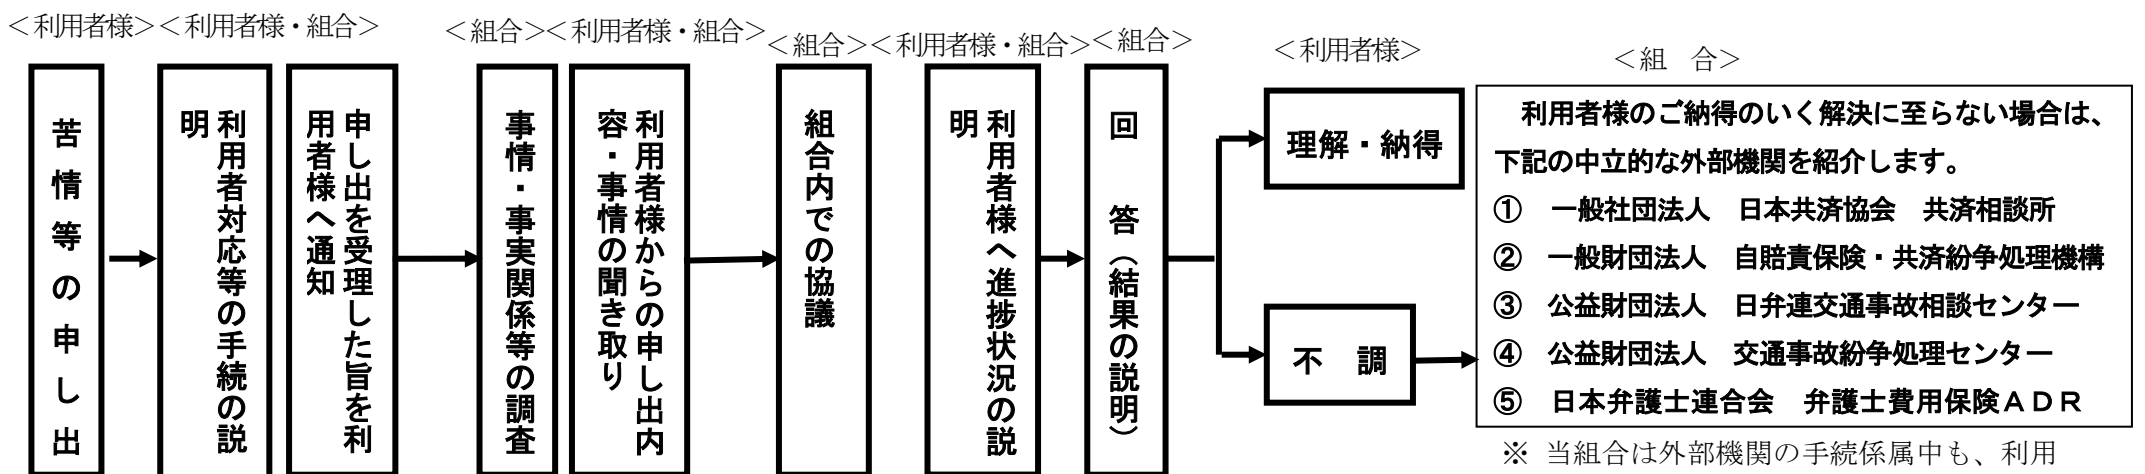 ＜利用者様＞＜利用者様・組合＞
＜組合＞＜利用者様・組合＞
＜組合＞＜利用者様・組合＞＜組合＞
＜利用者様＞
＜組　合＞
苦情等の申し出
利用者対応等の手続の説
明
申し出を受理した旨を利
用者様へ通知
事情・事実関係等の調査
利用者様からの申し出内
容・事情の聞き取り
組合内での協議
利用者様へ進捗状況の説
明
回　答（結果の説明）
理解・納得
不　調
利用者様のご納得のいく解決に至らない場合は、
下記の中立的な外部機関を紹介します。
①　一般社団法人　日本共済協会　共済相談所
②　一般財団法人　自賠責保険・共済紛争処理機構
③　公益財団法人　日弁連交通事故相談センター
④　公益財団法人　交通事故紛争処理センター
⑤　日本弁護士連合会　弁護士費用保険ＡＤＲ
※ 当組合は外部機関の手続係属中も、利用